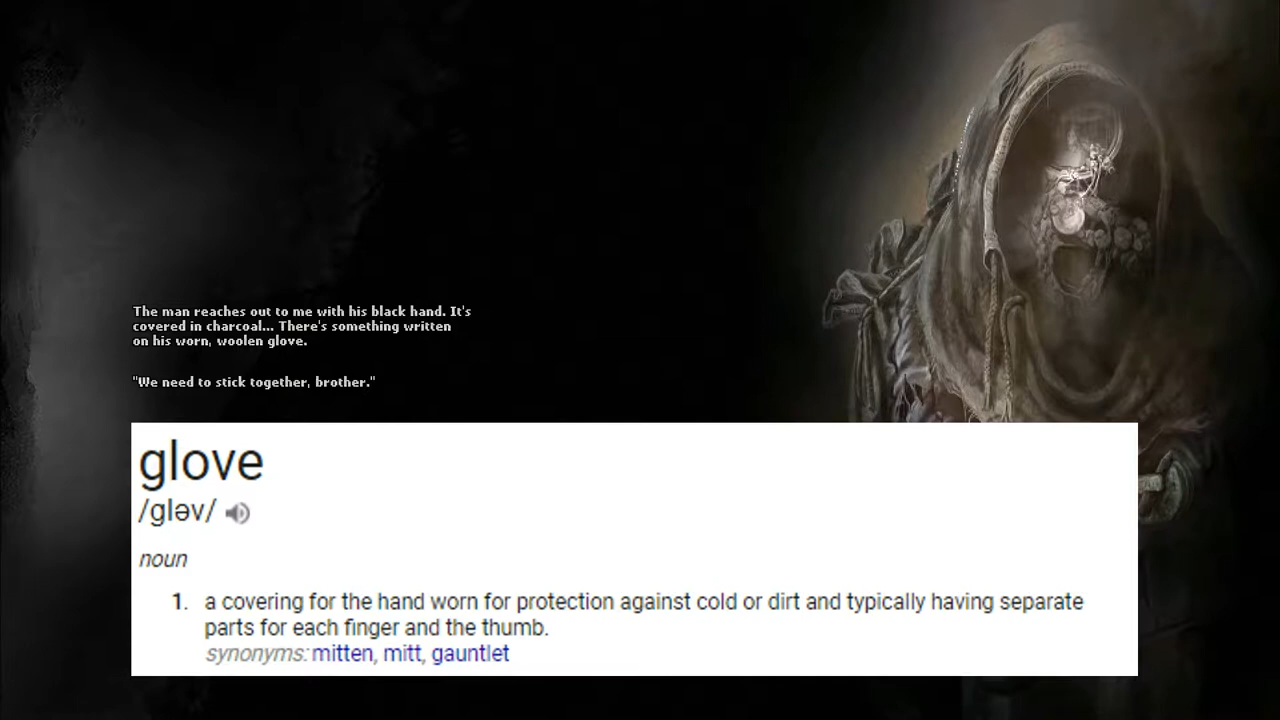 The man reaches out to me with his black hand. It's
covered in charcoal... There's something written
on his worn, woolen glove.
"We need to stick together, brother."
glove
/ɡləv/
noun
1. a covering for the hand worn for protection against cold or dirt and typically having separate
parts for each finger and the thumb.
synonyms: mitten, mitt, gauntlet